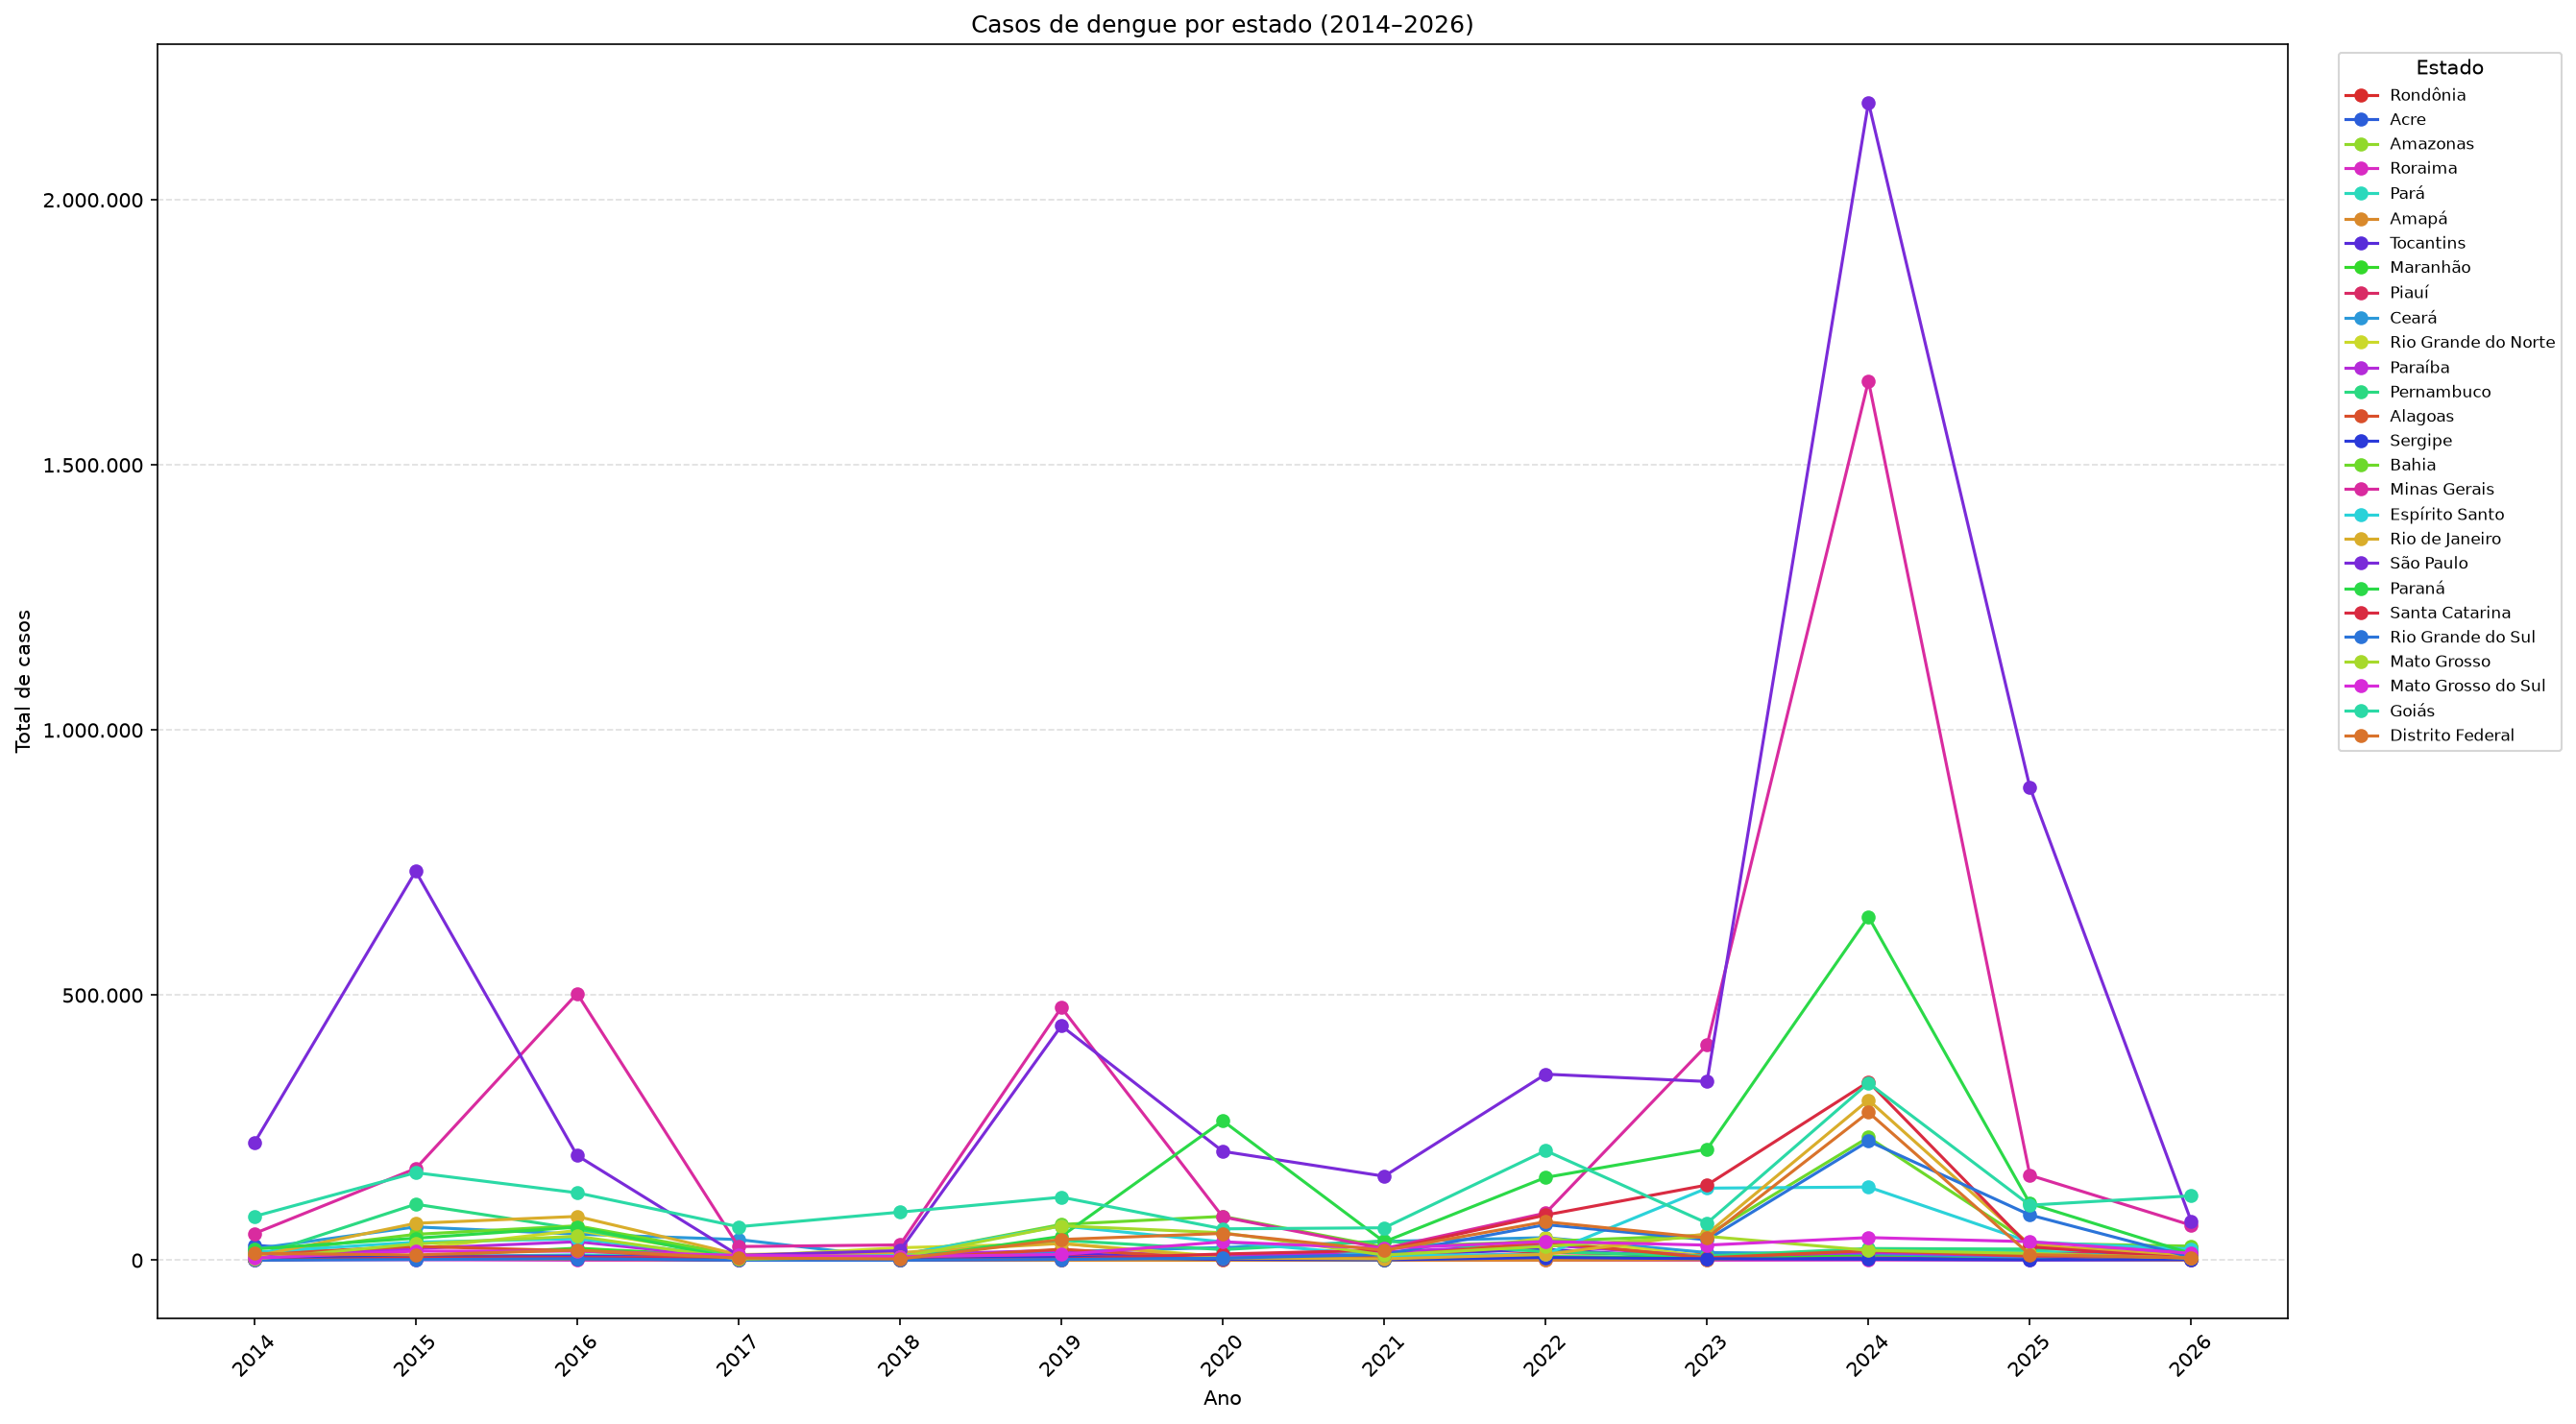 Casos de dengue por estado (2014–2026)
Total de casos
2.000.000
1.500.000
1.000.000
500.000
0
2014
2015
2016
2017
2018
2019
2020
2021
2022
2023
2024
2025
2026
Ano
Estado
Rondônia
Acre
Amazonas
Roraima
Pará
Amapá
Tocantins
Maranhão
Piauí
Ceará
Rio Grande do Norte
Paraíba
Pernambuco
Alagoas
Sergipe
Bahia
Minas Gerais
Espírito Santo
Rio de Janeiro
São Paulo
Paraná
Santa Catarina
Rio Grande do Sul
Mato Grosso
Mato Grosso do Sul
Goiás
Distrito Federal